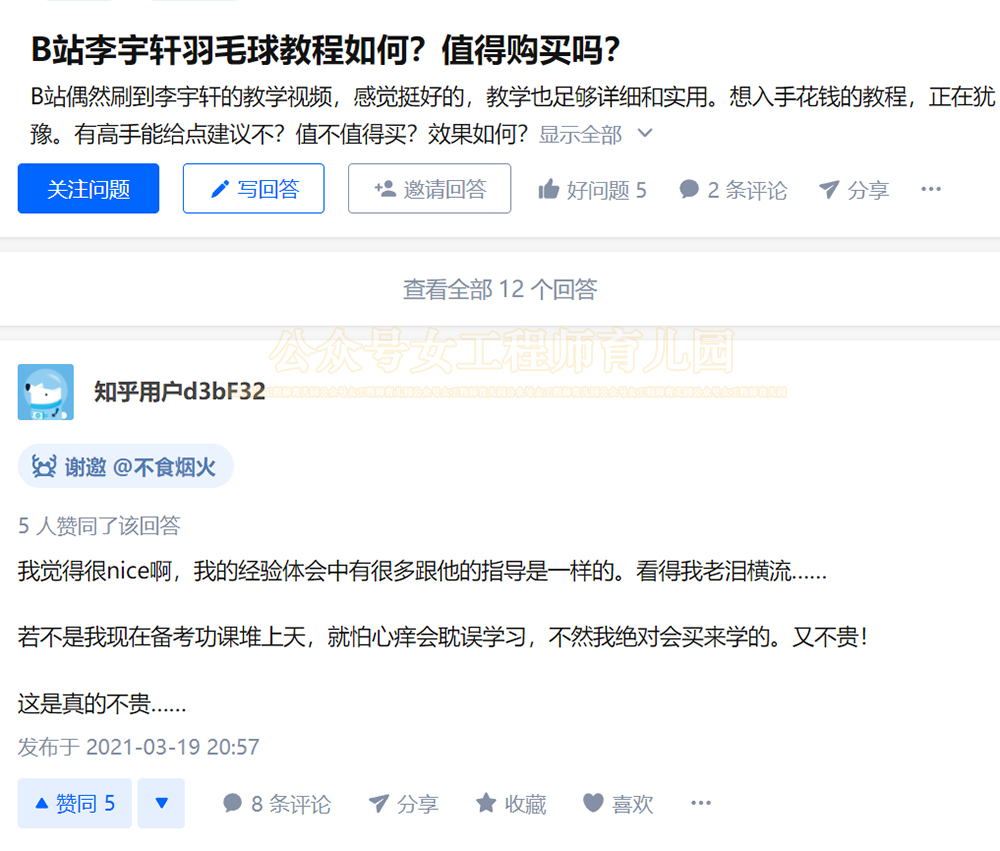 B站李宇轩羽毛球教程如何？值得购买吗？
B站偶然刷到李宇轩的教学视频，感觉挺好的，教学也足够详细和实用。想入手花钱的教程，正在犹
豫。有高手能给点建议不？值不值得买？效果如何？ 显示全部
关注问题 写回答 邀请回答 好问题 5 2 条评论 分享 ...
查看全部 12 个回答
公众号女工程师育儿园
知乎用户d3bF32
谢邀 @不食烟火
5 人赞同了该回答
我觉得很nice啊，我的经验体会中有很多跟他的指导是一样的。看得我老泪横流……
若不是我现在备考功课堆上天，就怕心痒会耽误学习，不然我绝对会买来学的。又不贵！
这是真的不贵……
发布于 2021-03-19 20:57
赞同 5 8 条评论 分享 收藏 喜欢 ...